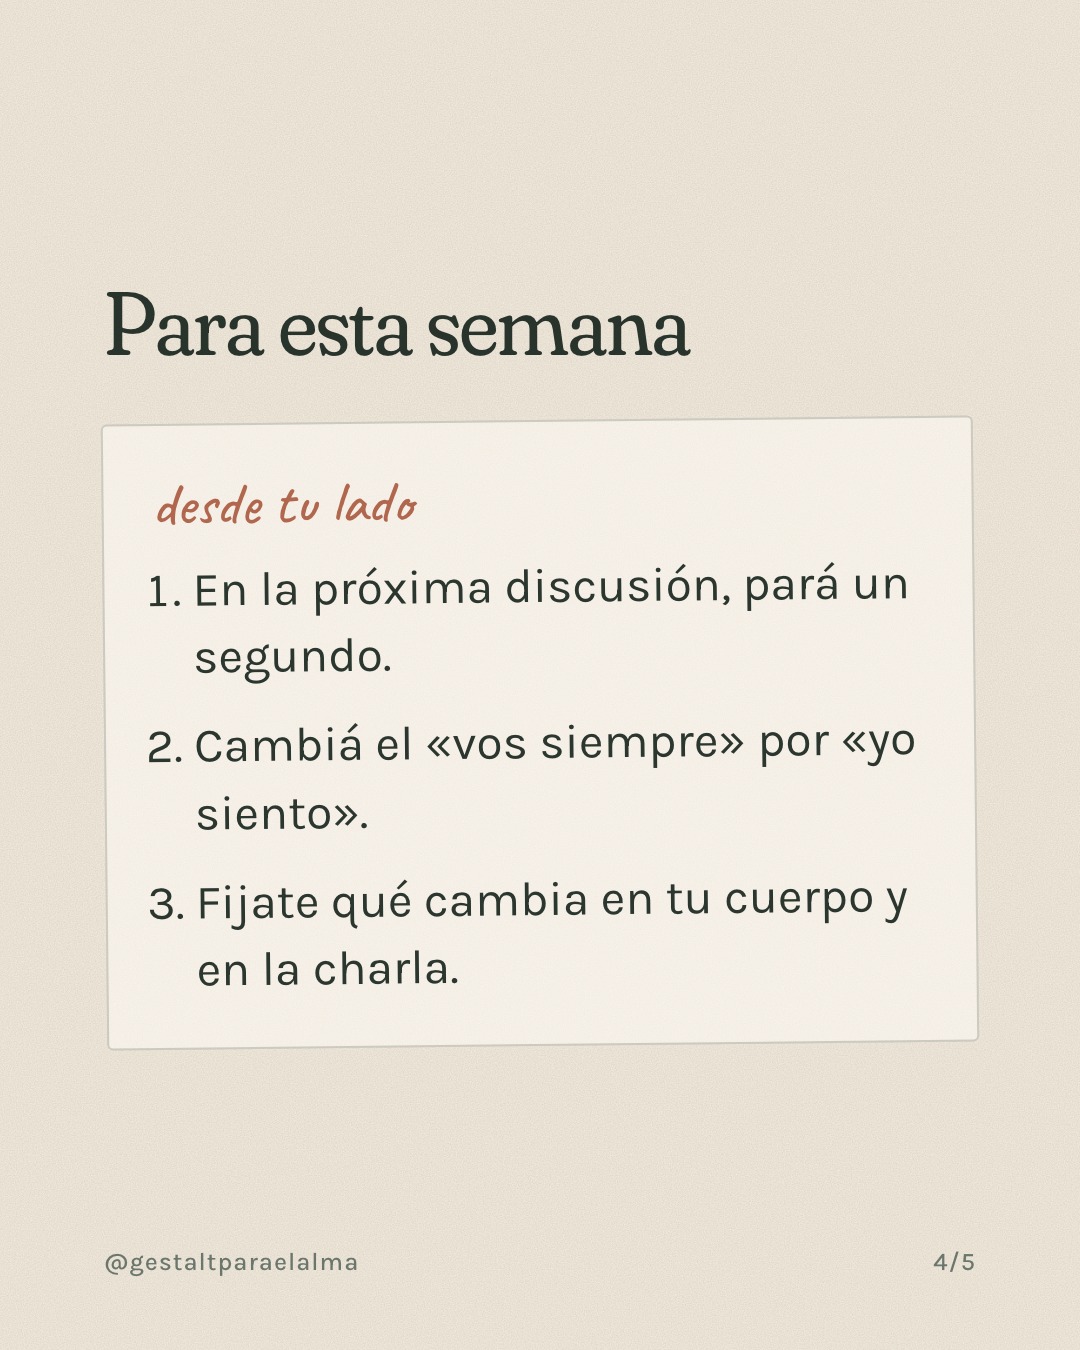 Para esta semana
desde tu lado
1. En la próxima discusión, pará un
segundo.
2. Cambiá el «vos siempre» por «yo
siento».
3. Fijate qué cambia en tu cuerpo y
en la charla.
@gestaltparaelalma
4/5